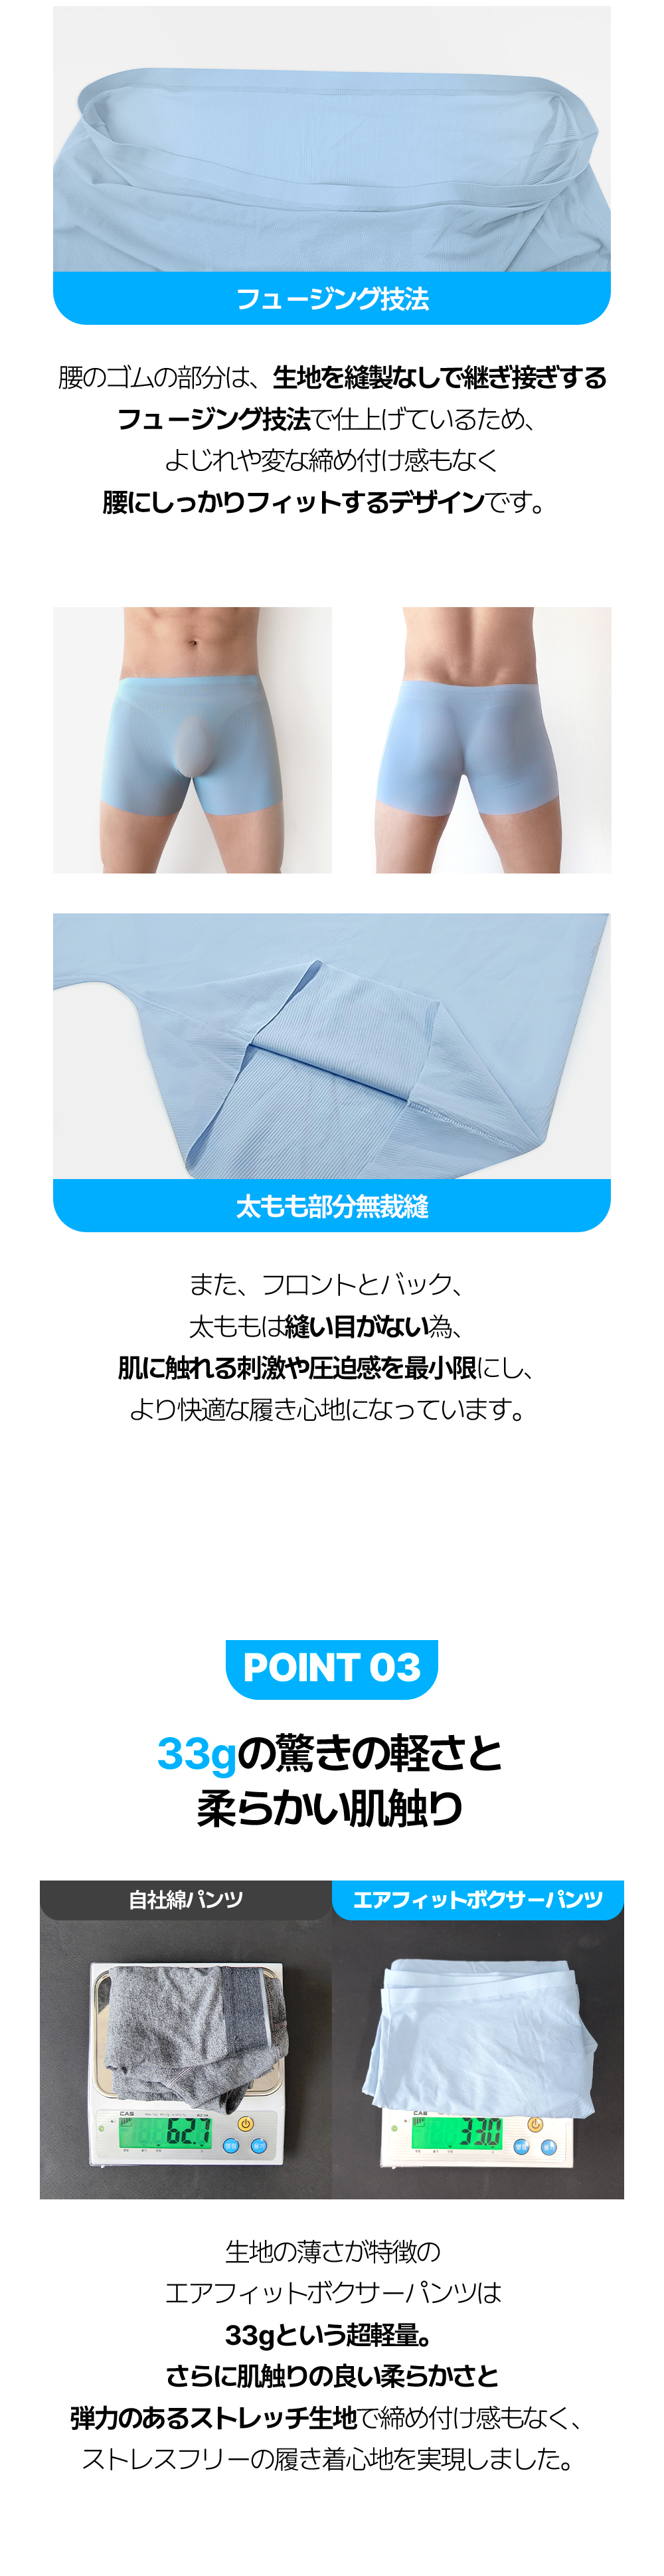 フュージング技法
腰のゴムの部分は、生地を縫製なしで継ぎ接ぎする
フュージング技法で仕上げているため、
よじれや変な締め付け感もなく
腰にしっかりフィットするデザインです。
太もも部分無裁縫
また、フロントとバック、
太ももは縫い目がない為、
肌に触れる刺激や圧迫感を最小限にし、
より快適な履き心地になっています。
POINT 03
33gの驚きの軽さと
柔らかい肌触り
自社綿パンツ
エアフィットボクサーパンツ
CAS
62.7
CAS
33.0
生地の薄さが特徴の
エアフィットボクサーパンツは
33gという超軽量。
さらに肌触りの良い柔らかさと
弾力のあるストレッチ生地で締め付け感もなく、
ストレスフリーの履き着心地を実現しました。